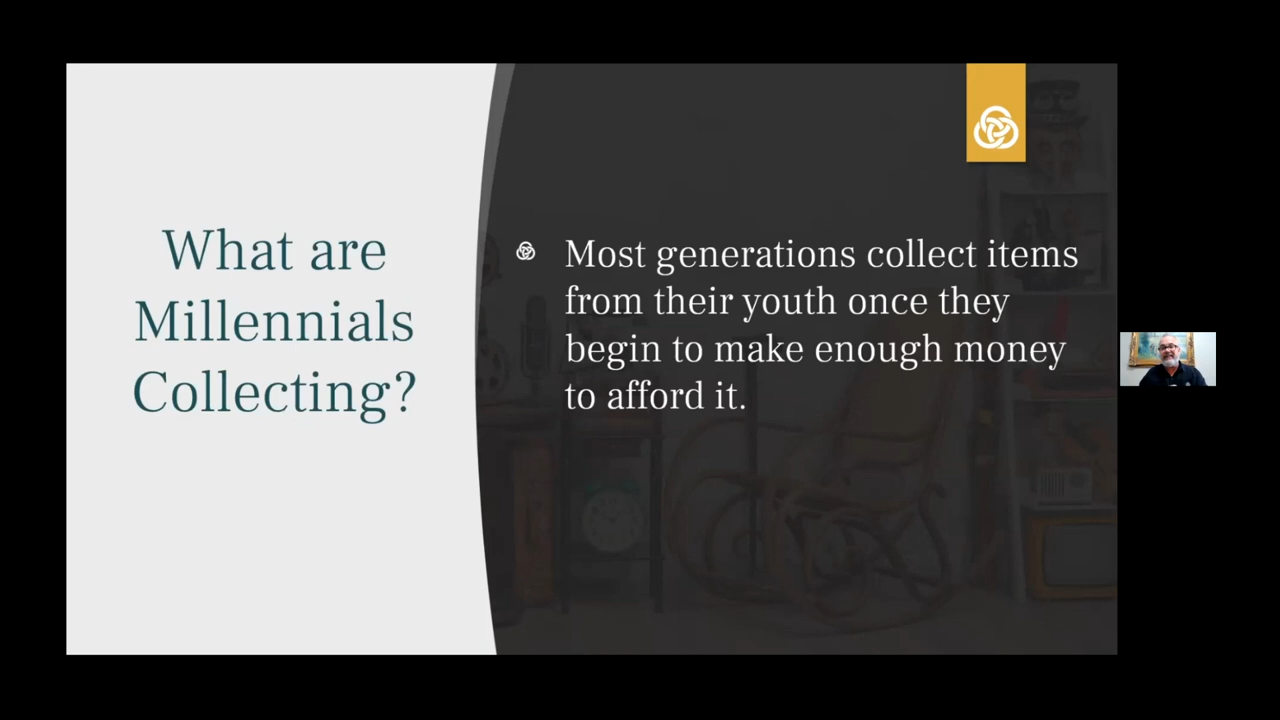 What are
Millennials
Collecting?
Most generations collect items
from their youth once they
begin to make enough money
to afford it.